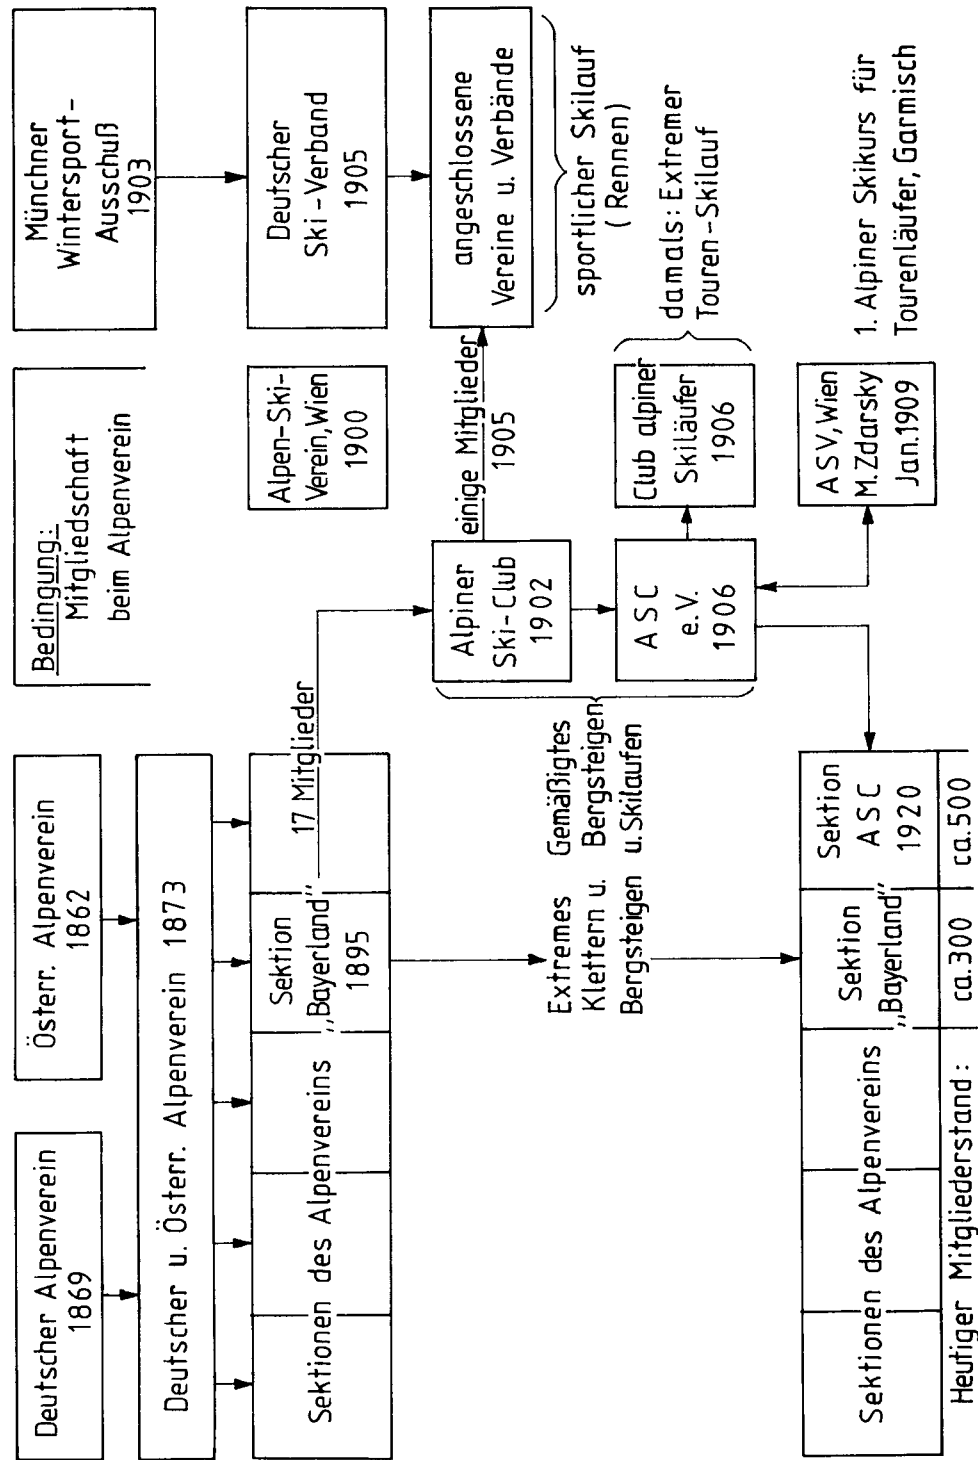 Deutscher Alpenverein
1869
Österr. Alpenverein
1862
Bedingung:
Mitgliedschaft
beim Alpenverein
Münchner
Wintersport-
Ausschuß
1903
Deutscher u. Österr. Alpenverein 1873
Sektionen des Alpenvereins
Sektion
„Bayerland"
1895
17 Mitglieder
Alpen-Ski-
Verein, Wien
1900
Deutscher
Ski-Verband
1905
Alpiner
Ski-Club
1902
einige Mitglieder
1905
angeschlossene
Vereine u. Verbände
sportlicher Skilauf
(Rennen)
Extremes
Klettern u.
Bergsteigen
Gemäßigtes
Bergsteigen
u. Skilaufen
ASC
e.V.
1906
Club alpiner
Skiläufer
1906
damals: Extremer
Touren-Skilauf
Sektionen des Alpenvereins
Sektion
„Bayerland"
Sektion
ASC
1920
ASV, Wien
M. Zdarsky
Jan. 1909
1. Alpiner Skikurs für
Tourenläufer, Garmisch
Heutiger Mitgliederstand: ca. 300 ca. 500